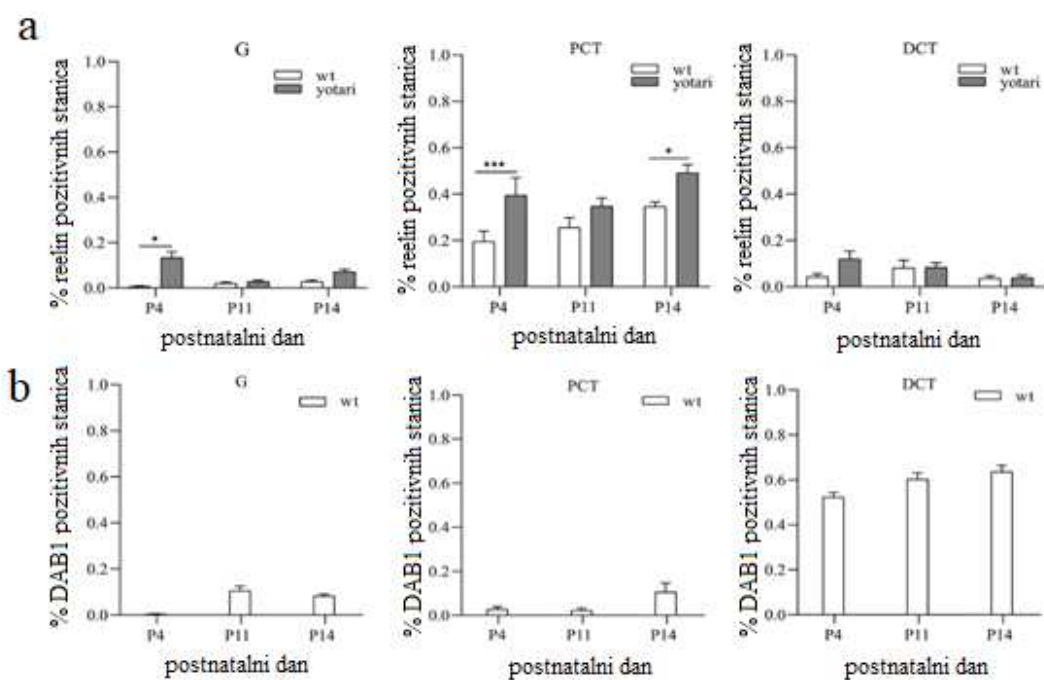 a
G
1.0
0.8
0.6
0.4
0.2
0.0
wt
yotari
*
P4 P11 P14
% reelin pozitivnih stanica
postnatalni dan
PCT
1.0
0.8
0.6
0.4
0.2
0.0
wt
yotari
***
*
P4 P11 P14
% reelin pozitivnih stanica
postnatalni dan
DCT
1.0
0.8
0.6
0.4
0.2
0.0
wt
yotari
P4 P11 P14
% reelin pozitivnih stanica
postnatalni dan
b
G
1.0
0.8
0.6
0.4
0.2
0.0
wt
P4 P11 P14
% DAB1 pozitivnih stanica
postnatalni dan
PCT
1.0
0.8
0.6
0.4
0.2
0.0
wt
P4 P11 P14
% DAB1 pozitivnih stanica
postnatalni dan
DCT
1.0
0.8
0.6
0.4
0.2
0.0
wt
P4 P11 P14
% DAB1 pozitivnih stanica
postnatalni dan